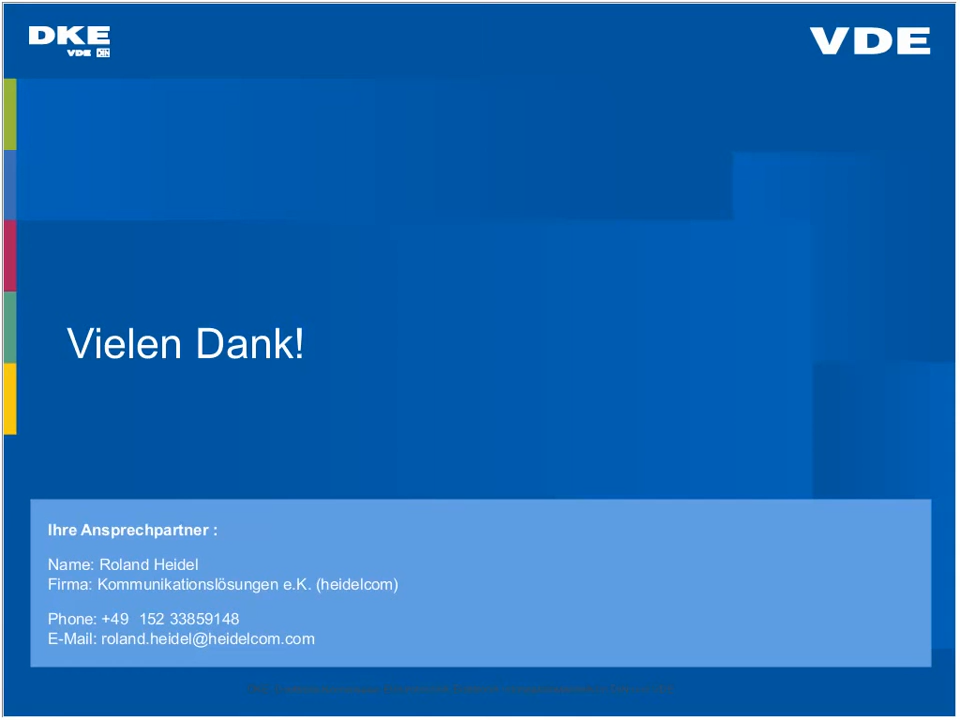 DKE
VDE DIN
VDE
Vielen Dank!
Ihre Ansprechpartner :
Name: Roland Heidel
Firma: Kommunikationslösungen e.K. (heidelcom)
Phone: +49 152 33859148
E-Mail: roland.heidel@heidelcom.com